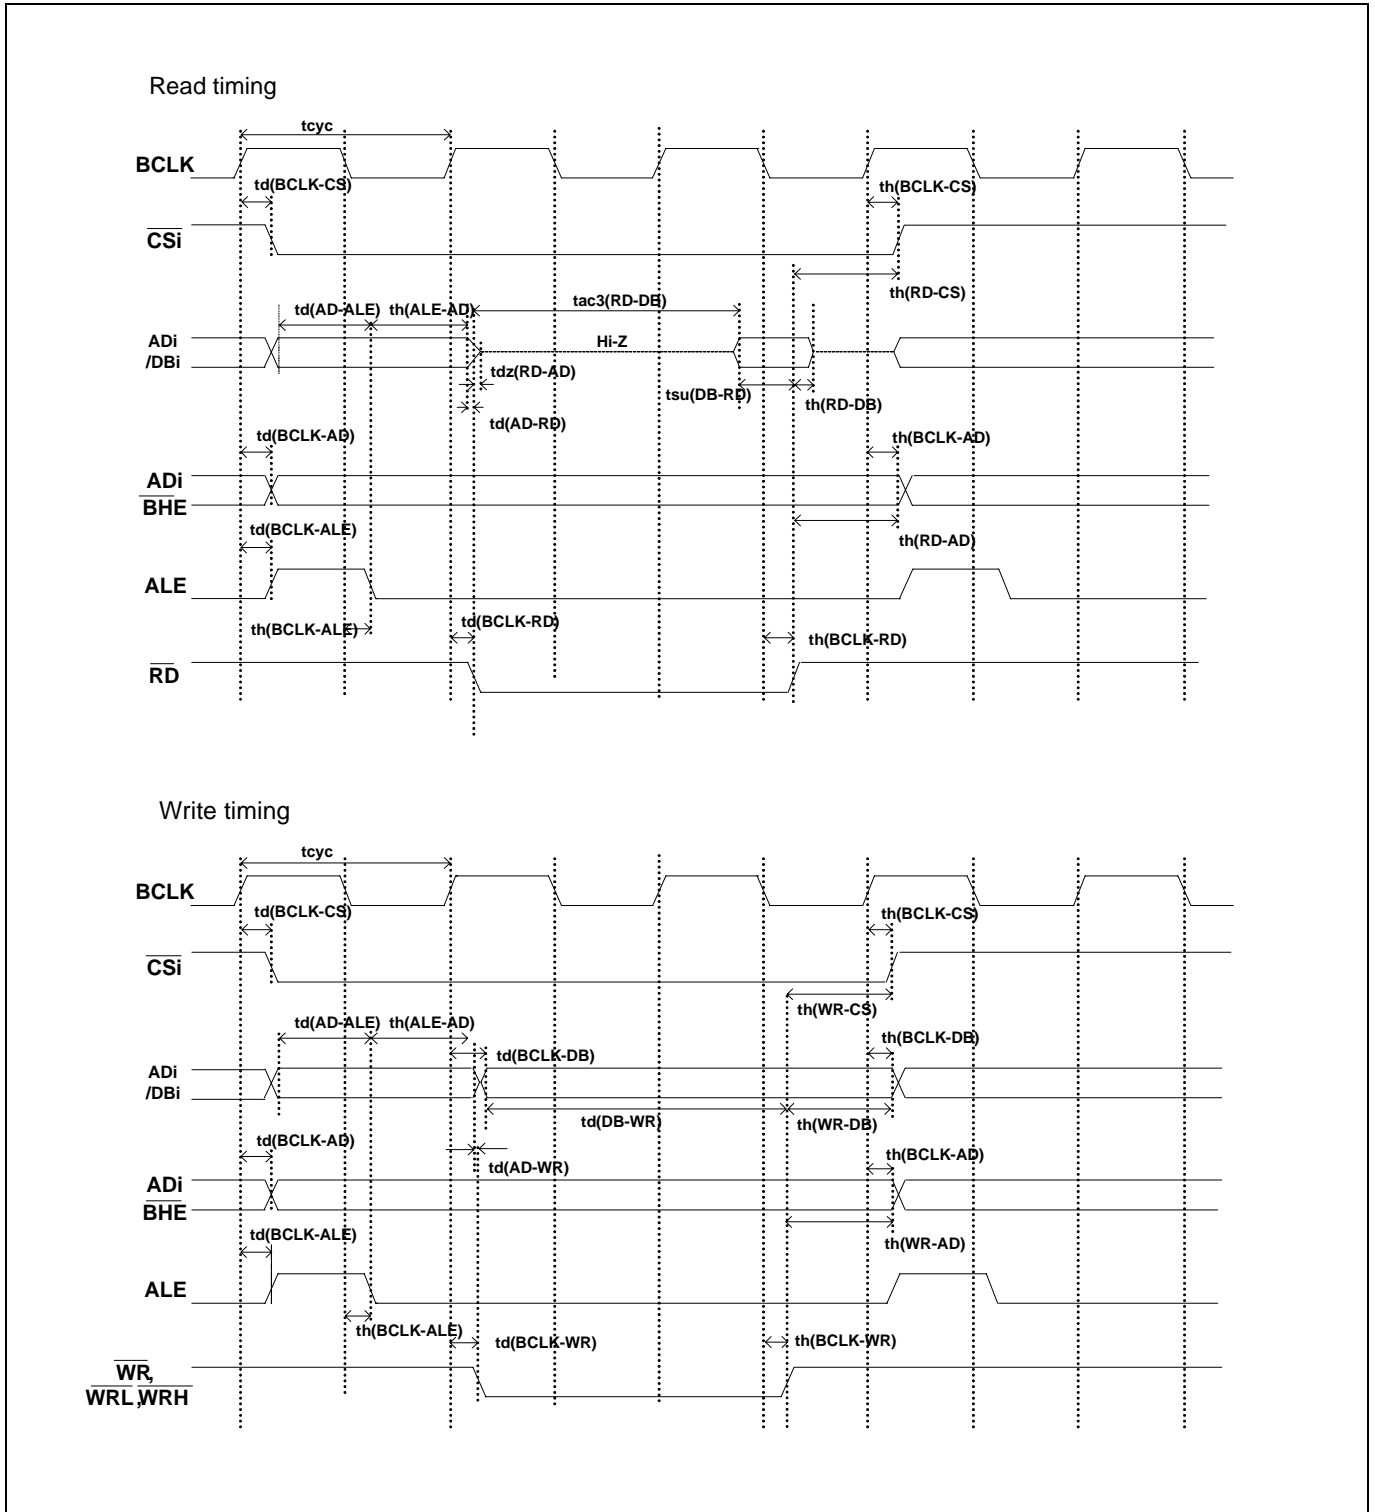 Read timing
tcyc
BCLK
td(BCLK-CS)
th(BCLK-CS)
CSi
th(RD-CS)
td(AD-ALE)
th(ALE-AD)
tac3(RD-DB)
ADi
/DBi
Hi-Z
tdz(RD-AD)
tsu(DB-RD)
th(RD-DB)
td(AD-RD)
td(BCLK-AD)
th(BCLK-AD)
ADi
BHE
td(BCLK-ALE)
th(RD-AD)
ALE
th(BCLK-ALE)
td(BCLK-RD)
th(BCLK-RD)
RD
Write timing
tcyc
BCLK
td(BCLK-CS)
th(BCLK-CS)
CSi
th(WR-CS)
td(AD-ALE)
th(ALE-AD)
td(BCLK-DB)
th(BCLK-DB)
ADi
/DBi
td(DB-WR)
th(WR-DB)
td(BCLK-AD)
td(AD-WR)
th(BCLK-AD)
ADi
BHE
td(BCLK-ALE)
th(WR-AD)
ALE
th(BCLK-ALE)
td(BCLK-WR)
th(BCLK-WR)
WR,
WRL,WRH